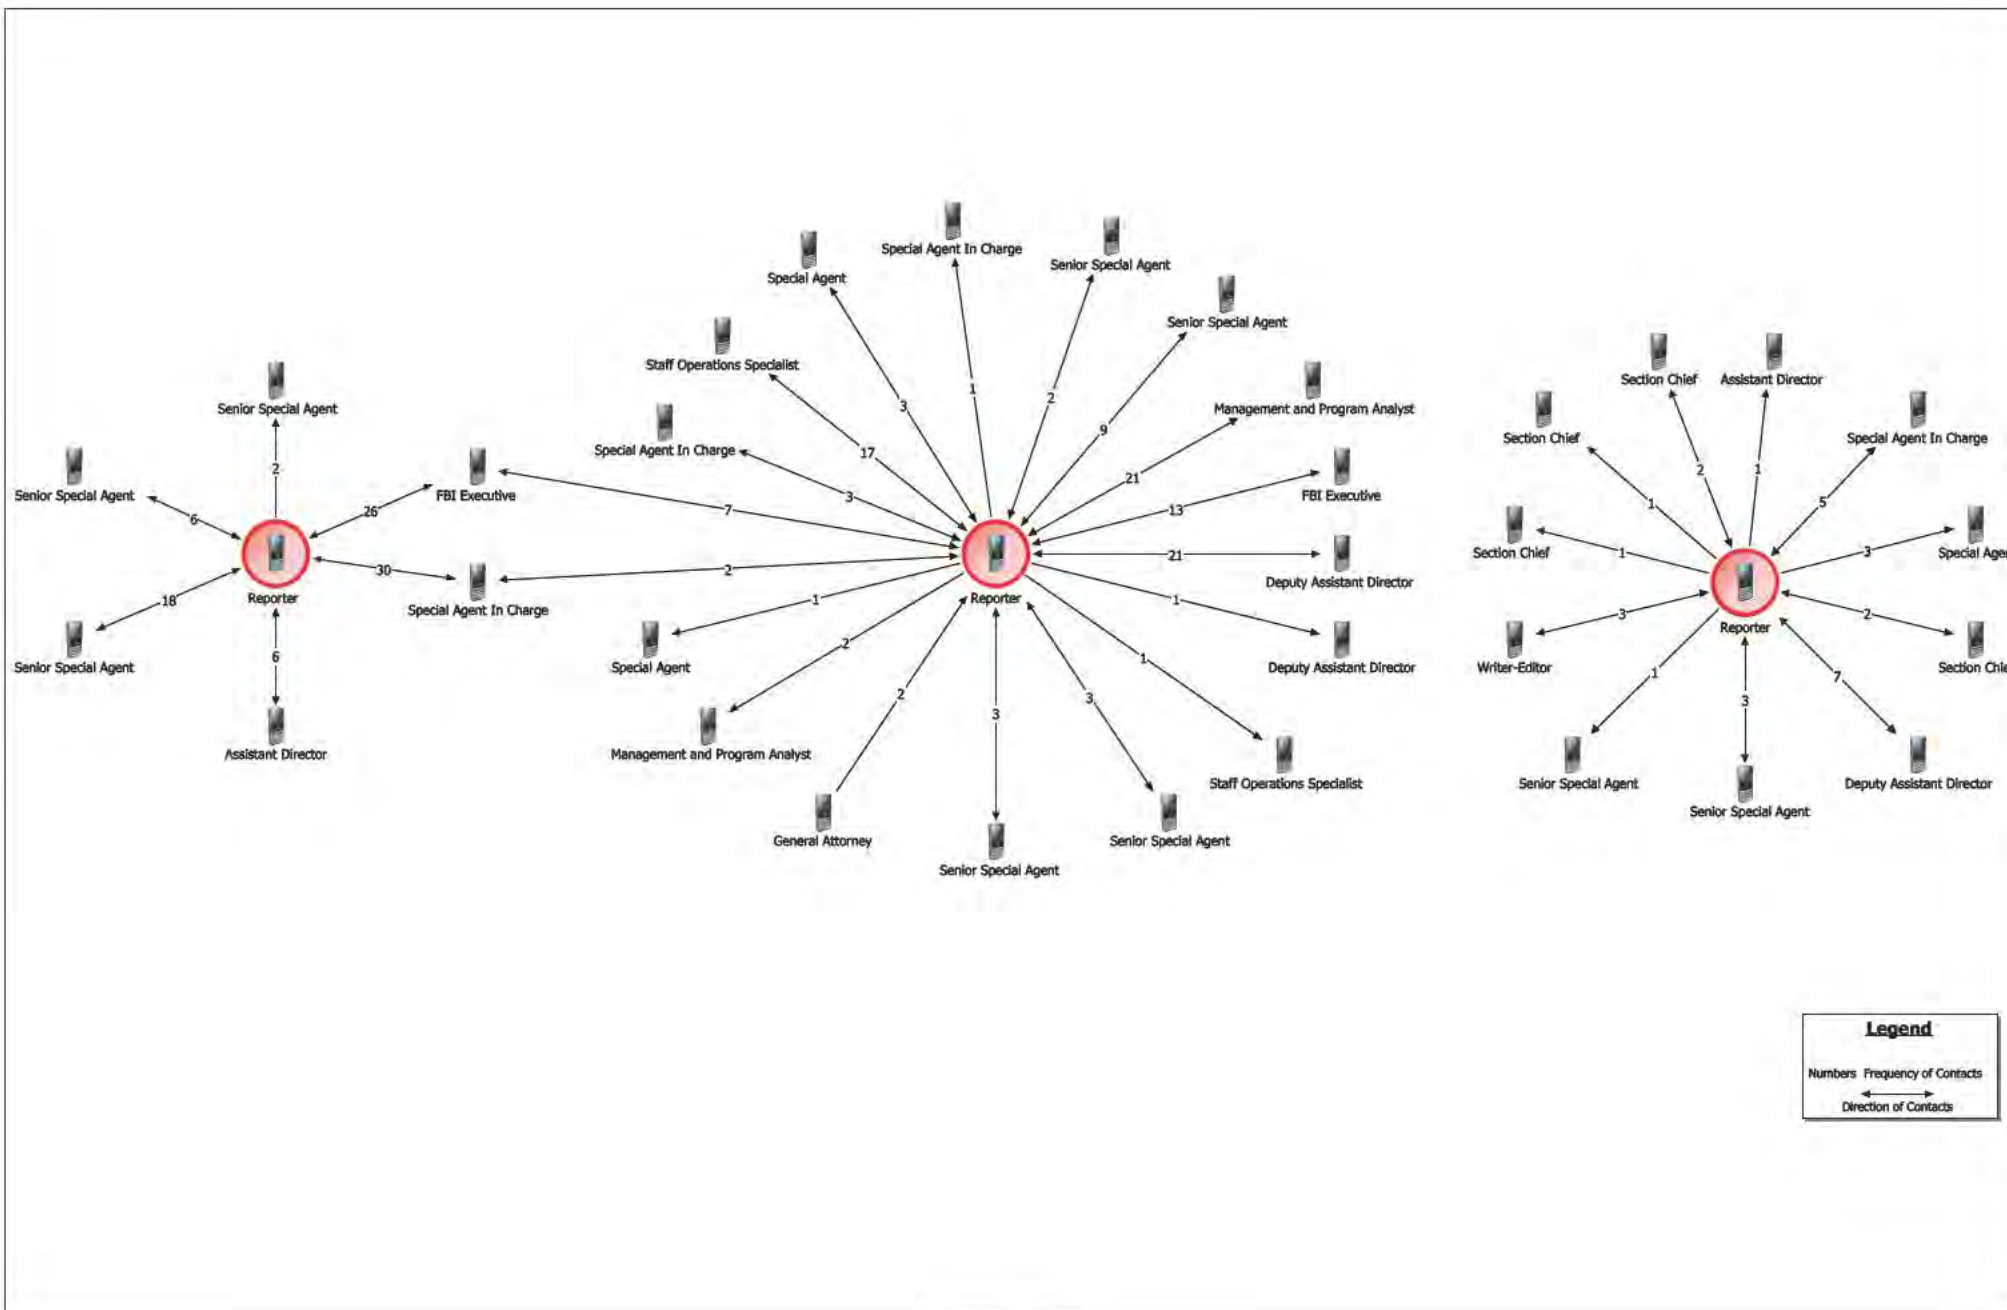 Special Agent In Charge
Senior Special Agent
Special Agent
Senior Special Agent
Staff Operations Specialist
Section Chief
Assistant Director
Senior Special Agent
3
1
2
Management and Program Analyst
Section Chief
Special Agent In Charge
Special Agent In Charge
9
17
2
1
2
21
Senior Special Agent
FBI Executive
3
FBI Executive
1
5
6
26
7
13
Section Chief
1
3
Special Agen
30
2
21
Deputy Assistant Director
18
Reporter
Special Agent In Charge
1
Reporter
1
3
2
Senior Special Agent
Special Agent
2
1
Deputy Assistant Director
Writer-Editor
Reporter
Section Chie
6
2
3
3
1
3
7
Assistant Director
Management and Program Analyst
Staff Operations Specialist
Senior Special Agent
Deputy Assistant Director
General Attorney
Senior Special Agent
Senior Special Agent
Senior Special Agent
Legend
Numbers Frequency of Contacts
Direction of Contacts